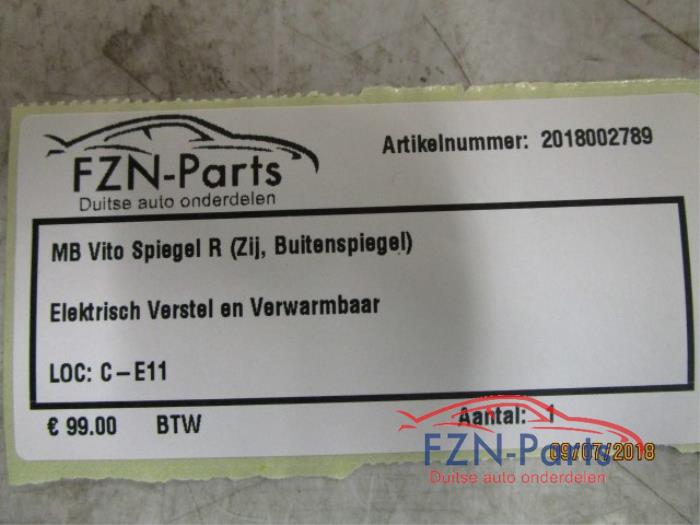 FZN-Parts
Duitse auto onderdelen
Artikelnummer: 2018002789
MB Vito Spiegel R (Zij, Buitenspiegel)
Elektrisch Verstel en Verwarmbaar
LOC: C-E11
€ 99.00 BTW
Aantal: 1
09/07/2018
FZN-Parts
Duitse auto onderdelen